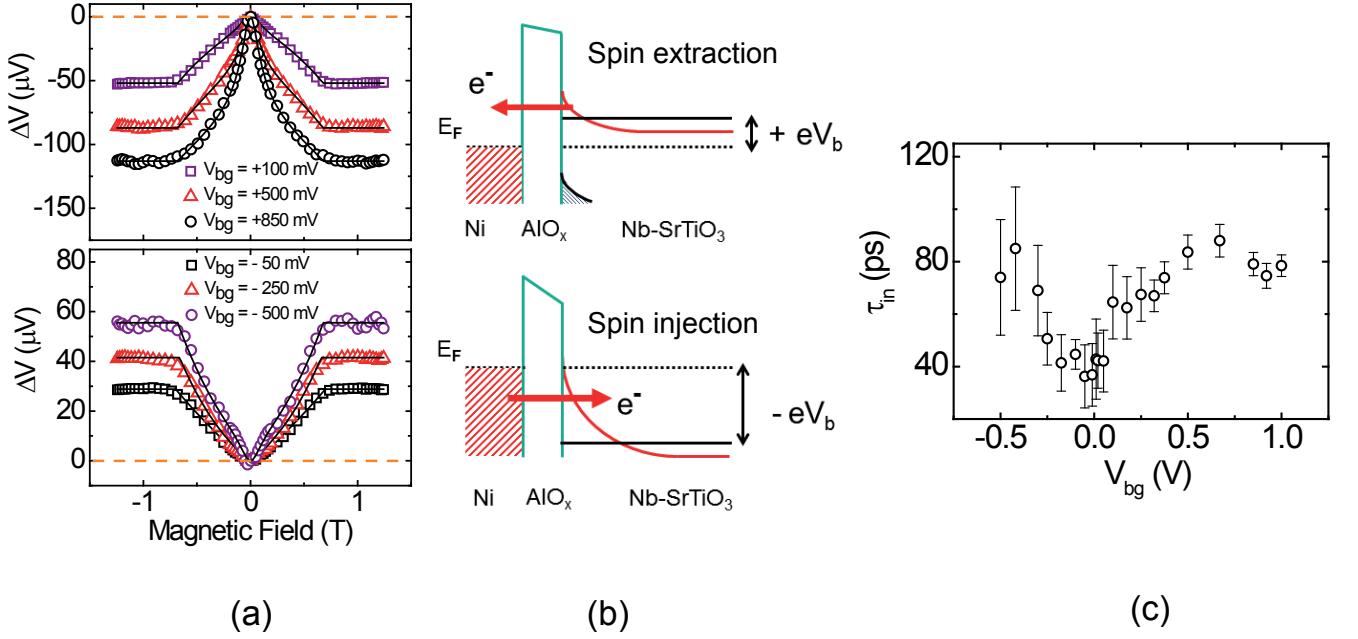 0
-50
-100
-150
ΔV (μV)
V_bg = +100 mV
V_bg = +500 mV
V_bg = +850 mV
80
60
40
20
0
ΔV (μV)
V_bg = - 50 mV
V_bg = - 250 mV
V_bg = - 500 mV
-1 0 1
Magnetic Field (T)
(a)
Spin extraction
e⁻
E_F
+ eV_b
Ni AlO_x Nb-SrTiO_3
Spin injection
E_F
e⁻
- eV_b
Ni AlO_x Nb-SrTiO_3
(b)
120
80
40
τ_in (ps)
-0.5 0.0 0.5 1.0
V_bg (V)
(c)